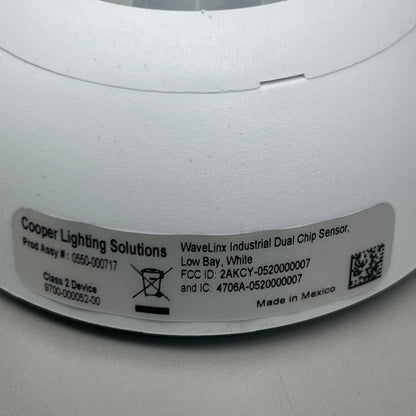 Cooper Lighting Solutions
Prod Assy #: 0550-000717
Class 2 Device
9700-000052-00
WaveLinx Industrial Dual Chip Sensor,
Low Bay, White
FCC ID: 2AKCY-0520000007
and IC: 4706A-0520000007
Made in Mexico